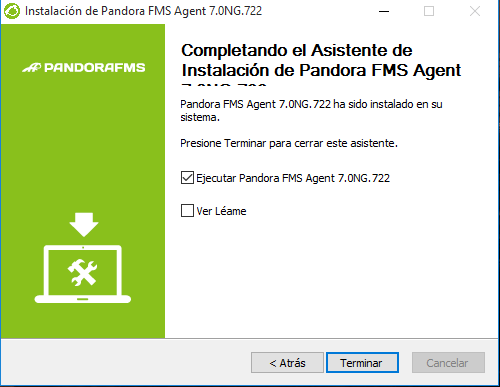 Instalación de Pandora FMS Agent 7.0NG.722
PANDORAFMS
Completando el Asistente de
Instalación de Pandora FMS Agent
7.0NG.722
Pandora FMS Agent 7.0NG.722 ha sido instalado en su
sistema.
Presione Terminar para cerrar este asistente.
Ejecutar Pandora FMS Agent 7.0NG.722
Ver Léame
< Atrás
Terminar
Cancelar